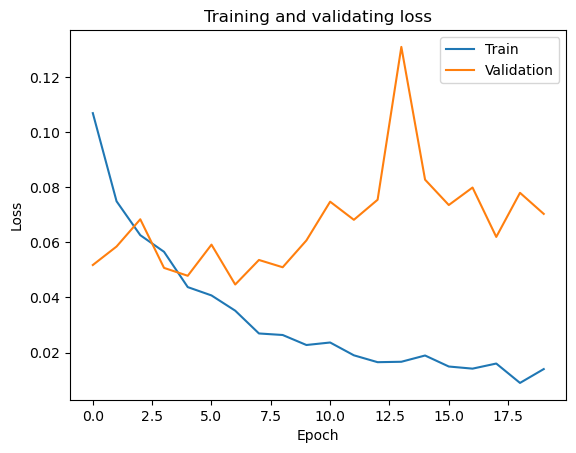 Training and validating loss
Train
Validation
0.12
0.10
0.08
0.06
0.04
0.02
Loss
0.0 2.5 5.0 7.5 10.0 12.5 15.0 17.5
Epoch